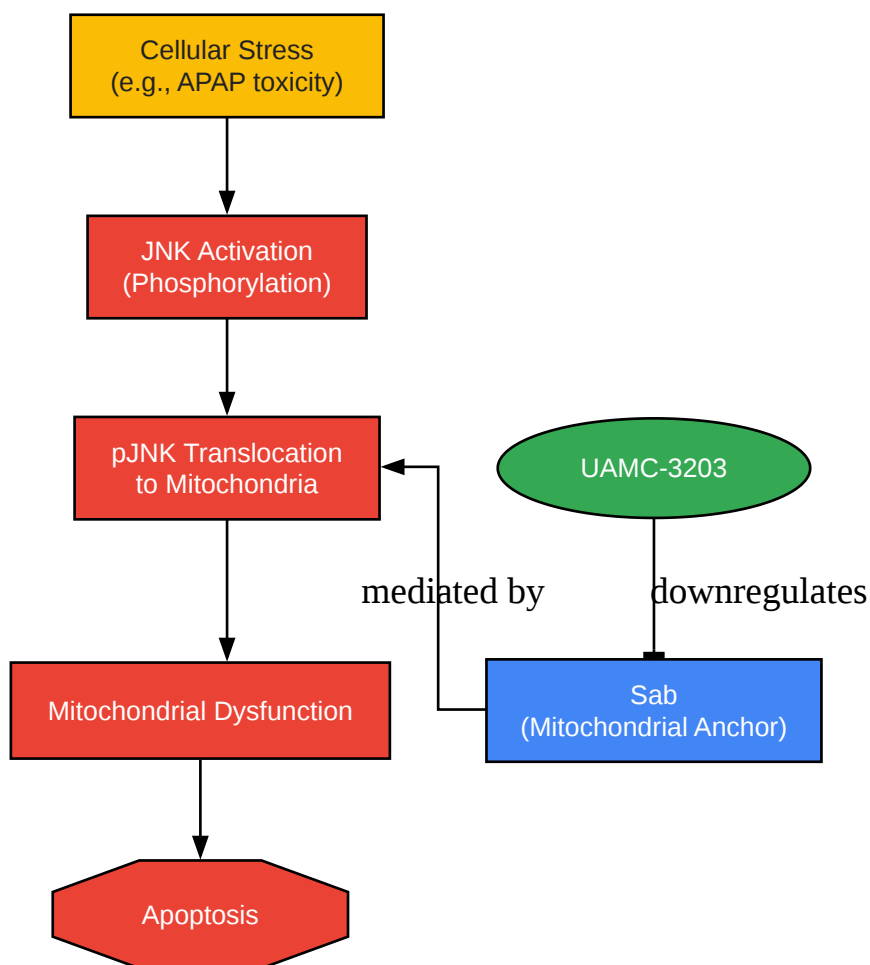 Cellular Stress
(e.g., APAP toxicity)
JNK Activation
(Phosphorylation)
pJNK Translocation
to Mitochondria
UAMC-3203
mediated by
downregulates
Mitochondrial Dysfunction
Sab
(Mitochondrial Anchor)
Apoptosis